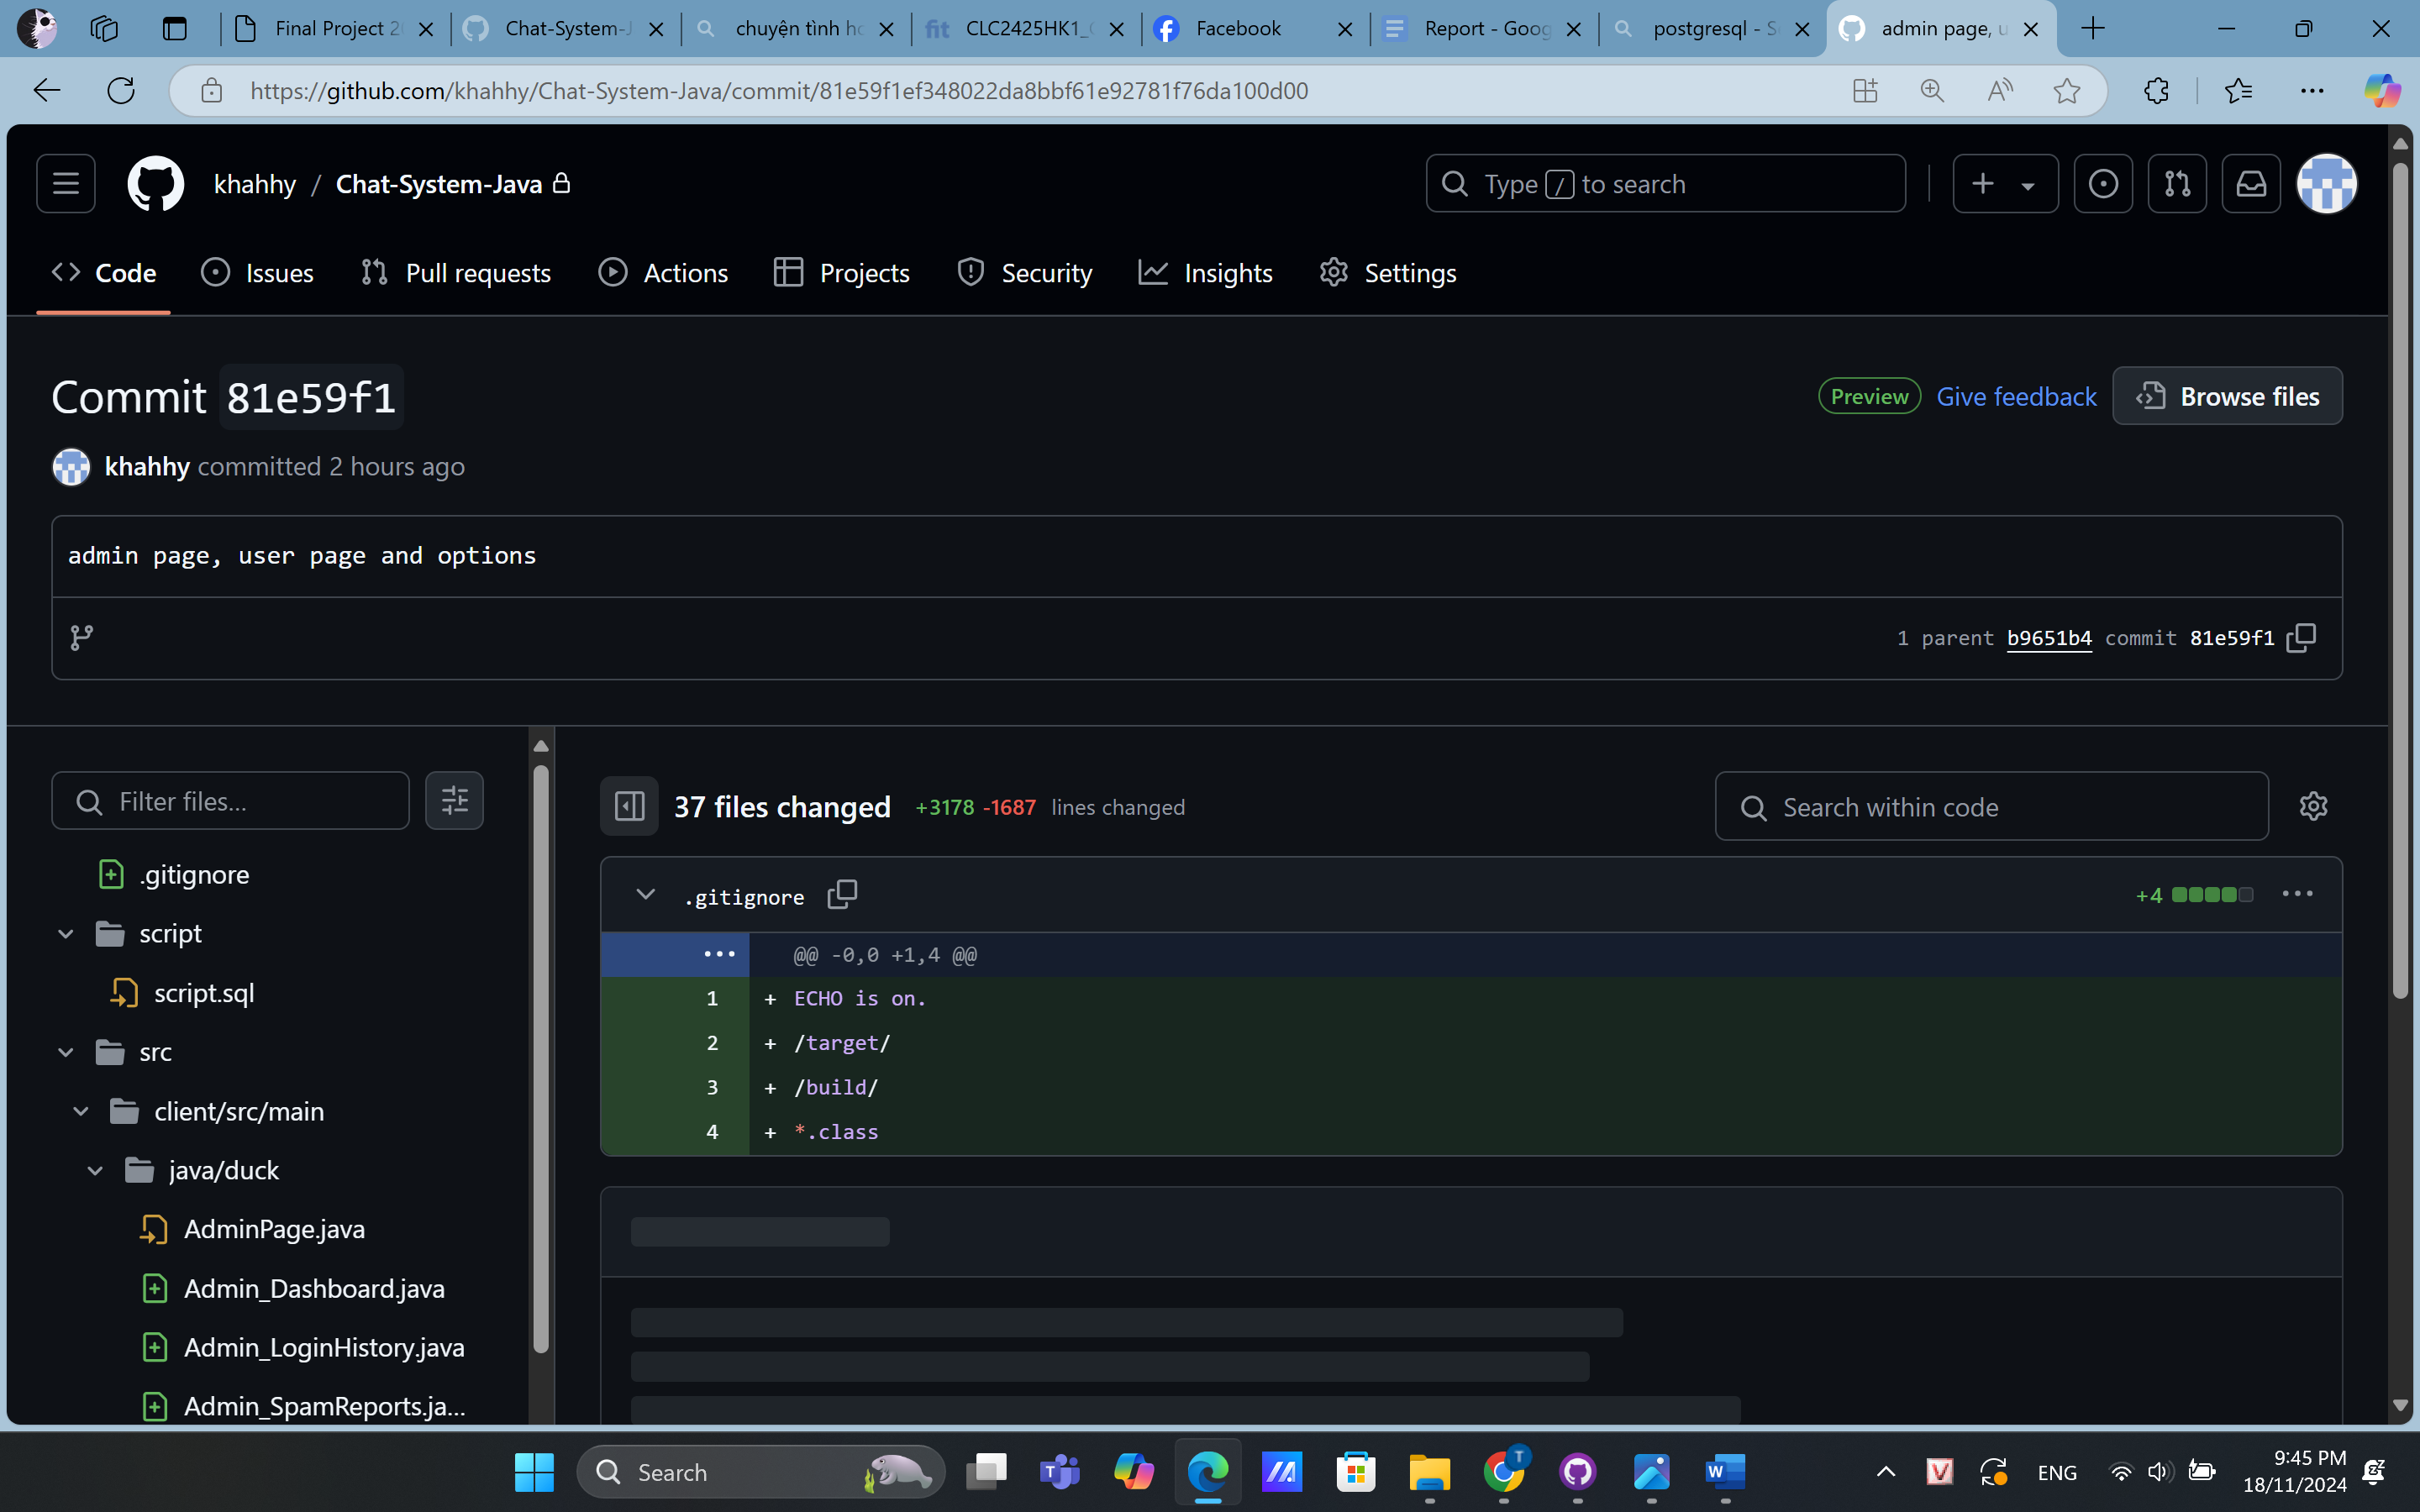 Final Project 2
Chat-System-J
chuyện tình ho
fit CLC2425HK1_
Facebook
Report - Goog
postgresql - S
admin page, u
https://github.com/khahhy/Chat-System-Java/commit/81e59f1ef348022da8bbf61e92781f76da100d00
khahhy / Chat-System-Java
Type / to search
Code
Issues
Pull requests
Actions
Projects
Security
Insights
Settings
Commit 81e59f1
Preview
Give feedback
Browse files
khahhy committed 2 hours ago
admin page, user page and options
1 parent b9651b4 commit 81e59f1
Filter files...
.gitignore
script
script.sql
src
client/src/main
java/duck
AdminPage.java
Admin_Dashboard.java
Admin_LoginHistory.java
Admin_SpamReports.ja...
37 files changed +3178 -1687 lines changed
Search within code
.gitignore
+4
@@ -0,0 +1,4 @@
1 + ECHO is on.
2 + /target/
3 + /build/
4 + *.class
Search
T
T
W
V
ENG
9:45 PM
18/11/2024